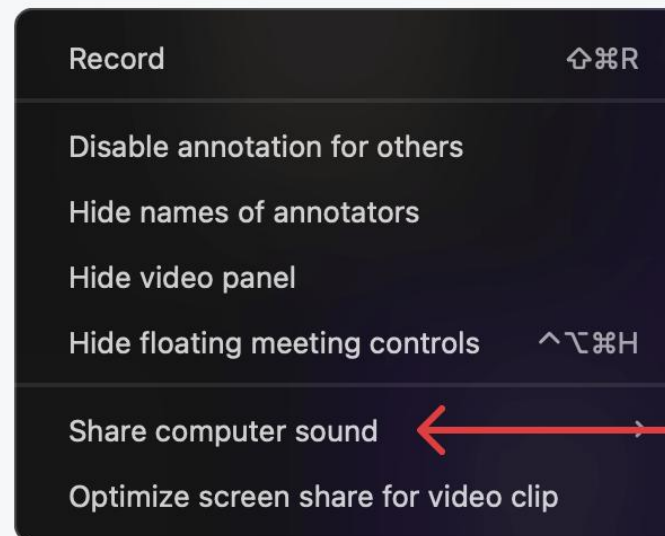 Record ⇧⌘R
Disable annotation for others
Hide names of annotators
Hide video panel
Hide floating meeting controls ^⌥⌘H
Share computer sound
Optimize screen share for video clip